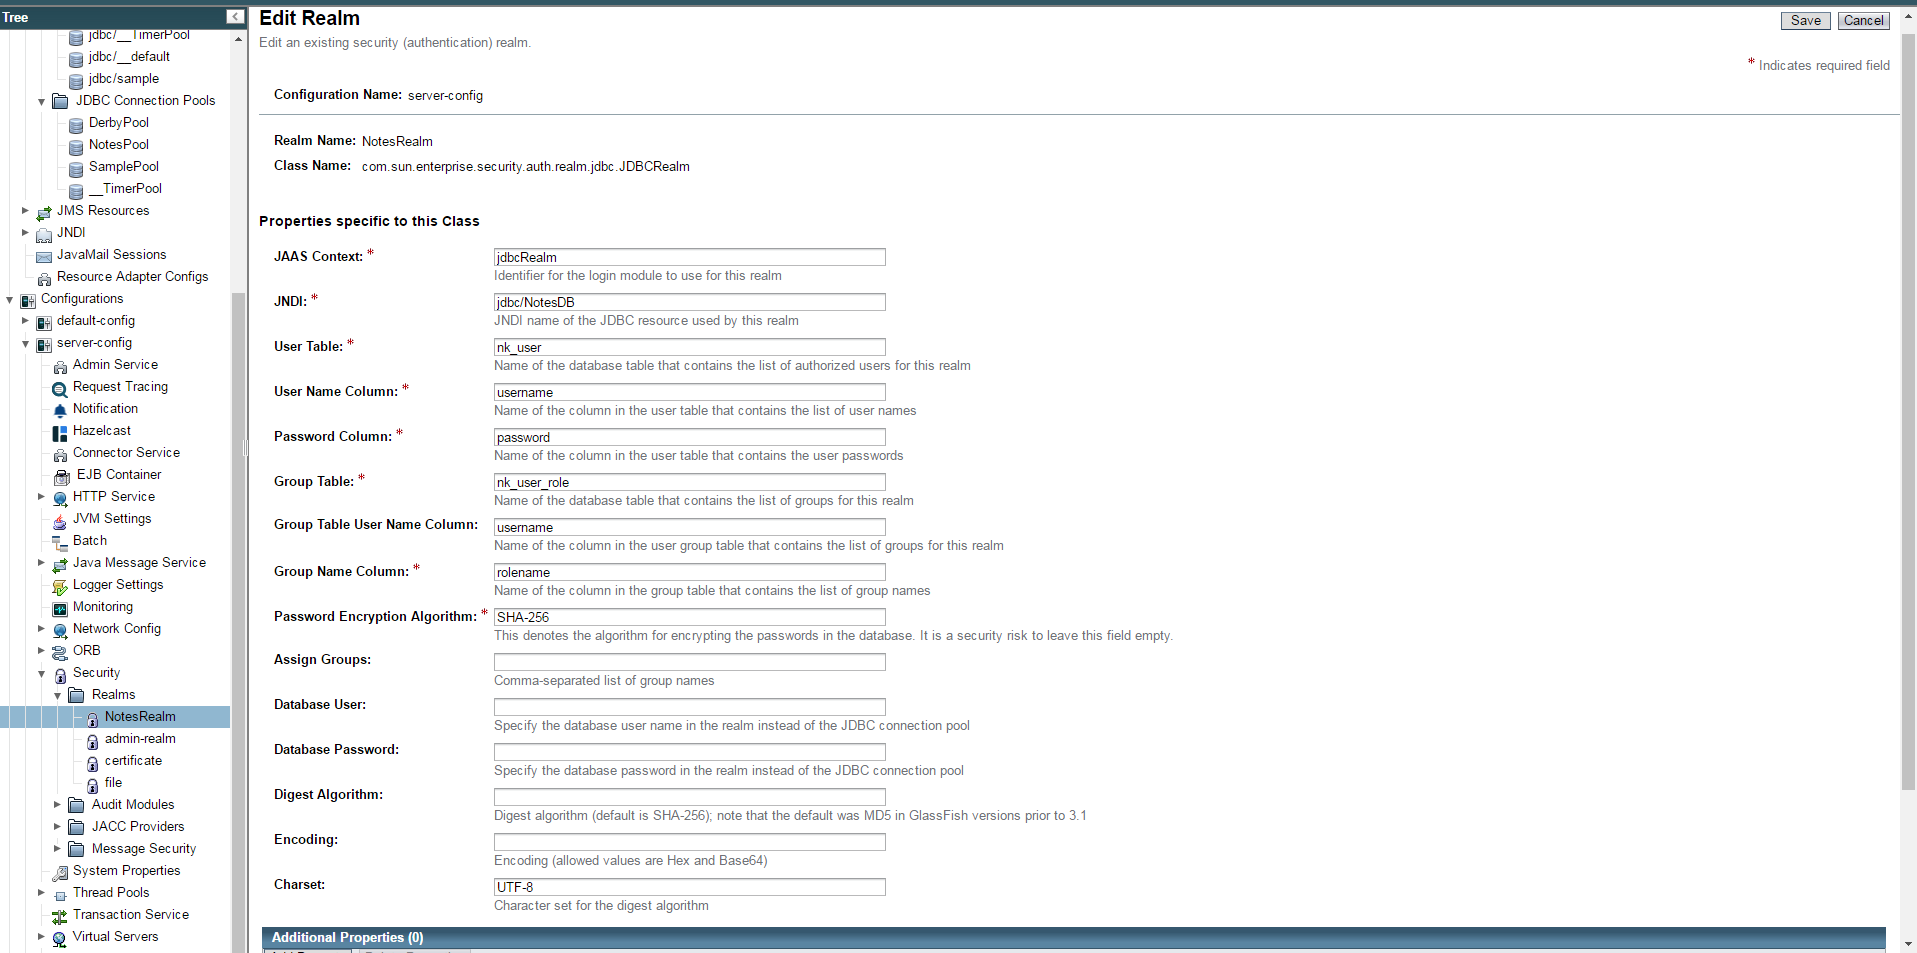 Tree
jdbc/__TimerPool
jdbc/__default
jdbc/sample
JDBC Connection Pools
DerbyPool
NotesPool
SamplePool
__TimerPool
JMS Resources
JNDI
JavaMail Sessions
Resource Adapter Configs
Configurations
default-config
server-config
Admin Service
Request Tracing
Notification
Hazelcast
Connector Service
EJB Container
HTTP Service
JVM Settings
Batch
Java Message Service
Logger Settings
Monitoring
Network Config
ORB
Security
Realms
NotesRealm
admin-realm
certificate
file
Audit Modules
JACC Providers
Message Security
System Properties
Thread Pools
Transaction Service
Virtual Servers
Edit Realm
Save Cancel
Edit an existing security (authentication) realm.
* Indicates required field
Configuration Name: server-config
Realm Name: NotesRealm
Class Name: com.sun.enterprise.security.auth.realm.jdbc.JDBCRealm
Properties specific to this Class
JAAS Context: * jdbcRealm
Identifier for the login module to use for this realm
JNDI: * jdbc/NotesDB
JNDI name of the JDBC resource used by this realm
User Table: * nk_user
Name of the database table that contains the list of authorized users for this realm
User Name Column: * username
Name of the column in the user table that contains the list of user names
Password Column: * password
Name of the column in the user table that contains the user passwords
Group Table: * nk_user_role
Name of the database table that contains the list of groups for this realm
Group Table User Name Column: username
Name of the column in the user group table that contains the list of groups for this realm
Group Name Column: * rolename
Name of the column in the group table that contains the list of group names
Password Encryption Algorithm: * SHA-256
This denotes the algorithm for encrypting the passwords in the database. It is a security risk to leave this field empty.
Assign Groups:
Comma-separated list of group names
Database User:
Specify the database user name in the realm instead of the JDBC connection pool
Database Password:
Specify the database password in the realm instead of the JDBC connection pool
Digest Algorithm:
Digest algorithm (default is SHA-256); note that the default was MD5 in GlassFish versions prior to 3.1
Encoding:
Encoding (allowed values are Hex and Base64)
Charset: UTF-8
Character set for the digest algorithm
Additional Properties (0)